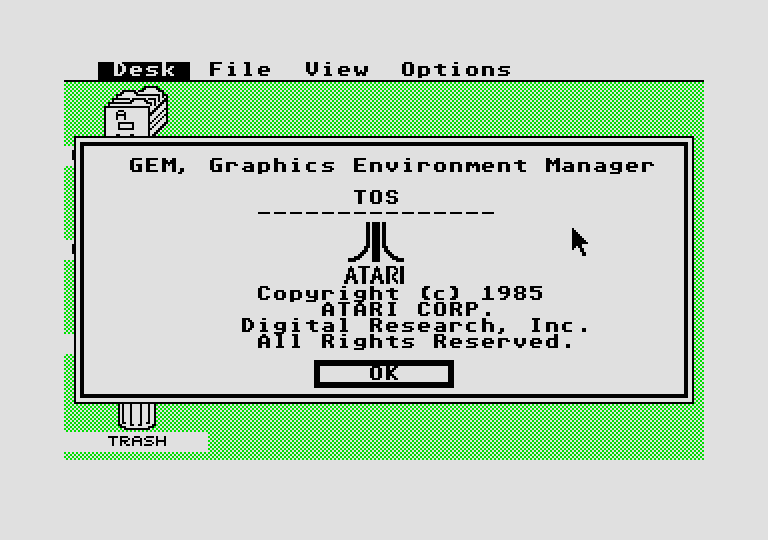 Desk File View Options
A
GEM, Graphics Environment Manager
TOS
---------------
ATARI
Copyright (c) 1985
ATARI CORP.
Digital Research, Inc.
All Rights Reserved.
OK
TRASH